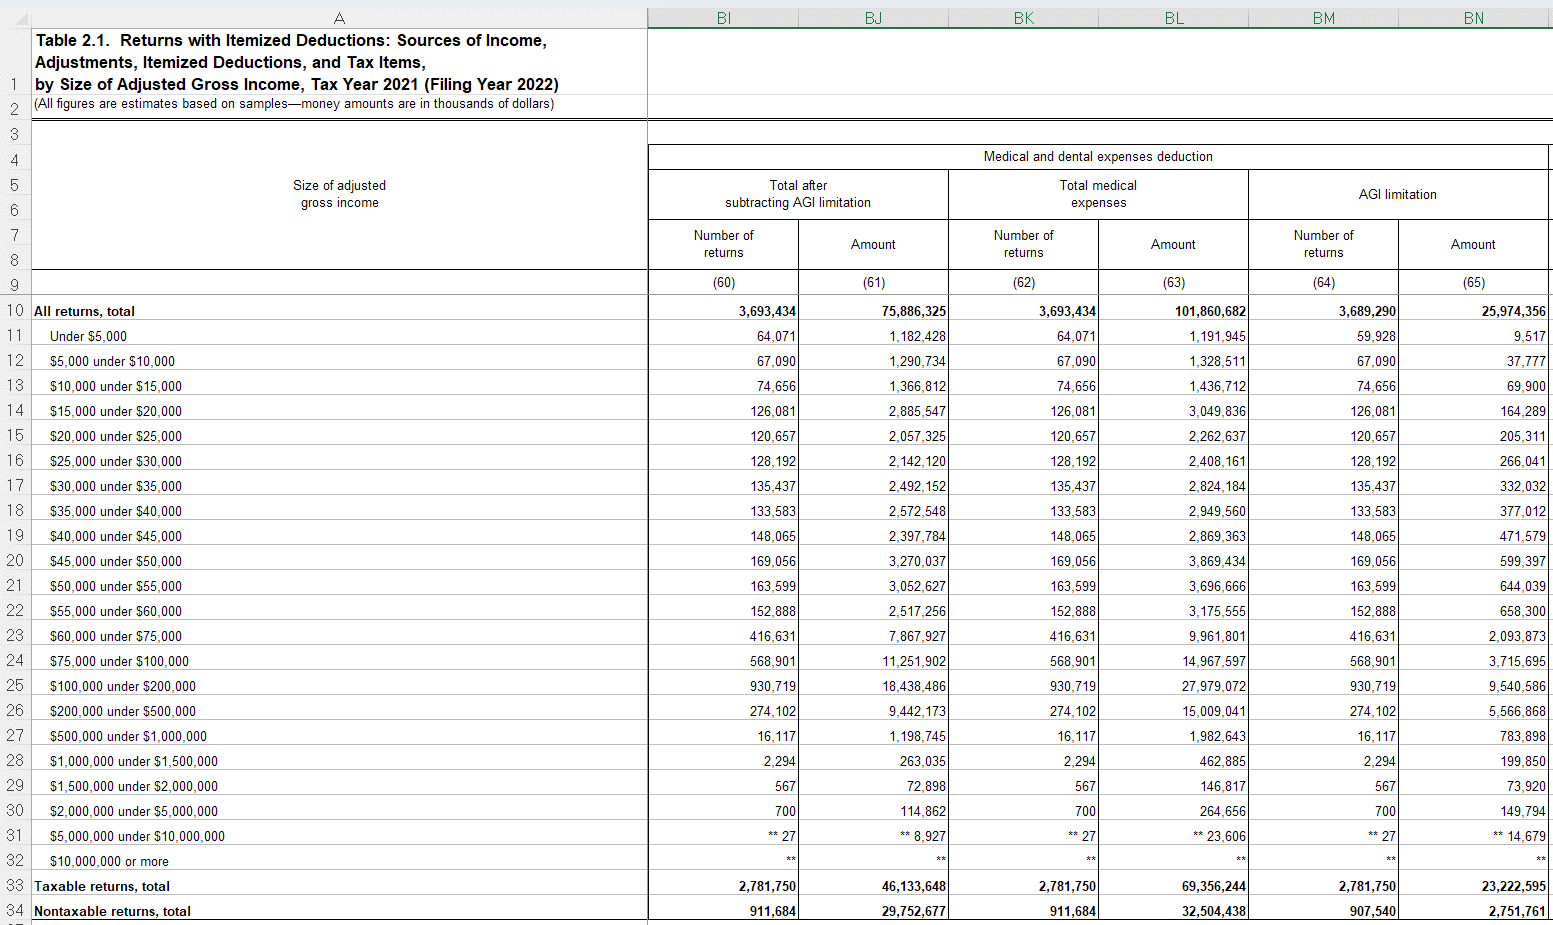 A BI BJ BK BL BM BN
Table 2.1. Returns with Itemized Deductions: Sources of Income,
Adjustments, Itemized Deductions, and Tax Items,
1 by Size of Adjusted Gross Income, Tax Year 2021 (Filing Year 2022)
2 (All figures are estimates based on samples—money amounts are in thousands of dollars)
3
4 Medical and dental expenses deduction
5 Size of adjusted Total after Total medical AGI limitation
6 gross income subtracting AGI limitation expenses
7 Number of Amount Number of Amount Number of Amount
8 returns returns returns
9 (60) (61) (62) (63) (64) (65)
10 All returns, total 3,693,434 75,886,325 3,693,434 101,860,682 3,689,290 25,974,356
11 Under $5,000 64,071 1,182,428 64,071 1,191,945 59,928 9,517
12 $5,000 under $10,000 67,090 1,290,734 67,090 1,328,511 67,090 37,777
13 $10,000 under $15,000 74,656 1,366,812 74,656 1,436,712 74,656 69,900
14 $15,000 under $20,000 126,081 2,885,547 126,081 3,049,836 126,081 164,289
15 $20,000 under $25,000 120,657 2,057,325 120,657 2,262,637 120,657 205,311
16 $25,000 under $30,000 128,192 2,142,120 128,192 2,408,161 128,192 266,041
17 $30,000 under $35,000 135,437 2,492,152 135,437 2,824,184 135,437 332,032
18 $35,000 under $40,000 133,583 2,572,548 133,583 2,949,560 133,583 377,012
19 $40,000 under $45,000 148,065 2,397,784 148,065 2,869,363 148,065 471,579
20 $45,000 under $50,000 169,056 3,270,037 169,056 3,869,434 169,056 599,397
21 $50,000 under $55,000 163,599 3,052,627 163,599 3,696,666 163,599 644,039
22 $55,000 under $60,000 152,888 2,517,256 152,888 3,175,555 152,888 658,300
23 $60,000 under $75,000 416,631 7,867,927 416,631 9,961,801 416,631 2,093,873
24 $75,000 under $100,000 568,901 11,251,902 568,901 14,967,597 568,901 3,715,695
25 $100,000 under $200,000 930,719 18,438,486 930,719 27,979,072 930,719 9,540,586
26 $200,000 under $500,000 274,102 9,442,173 274,102 15,009,041 274,102 5,566,868
27 $500,000 under $1,000,000 16,117 1,198,745 16,117 1,982,643 16,117 783,898
28 $1,000,000 under $1,500,000 2,294 263,035 2,294 462,885 2,294 199,850
29 $1,500,000 under $2,000,000 567 72,898 567 146,817 567 73,920
30 $2,000,000 under $5,000,000 700 114,862 700 264,656 700 149,794
31 $5,000,000 under $10,000,000 ** 27 ** 8,927 ** 27 ** 23,606 ** 27 ** 14,679
32 $10,000,000 or more ** ** ** ** ** **
33 Taxable returns, total 2,781,750 46,133,648 2,781,750 69,356,244 2,781,750 23,222,595
34 Nontaxable returns, total 911,684 29,752,677 911,684 32,504,438 907,540 2,751,761